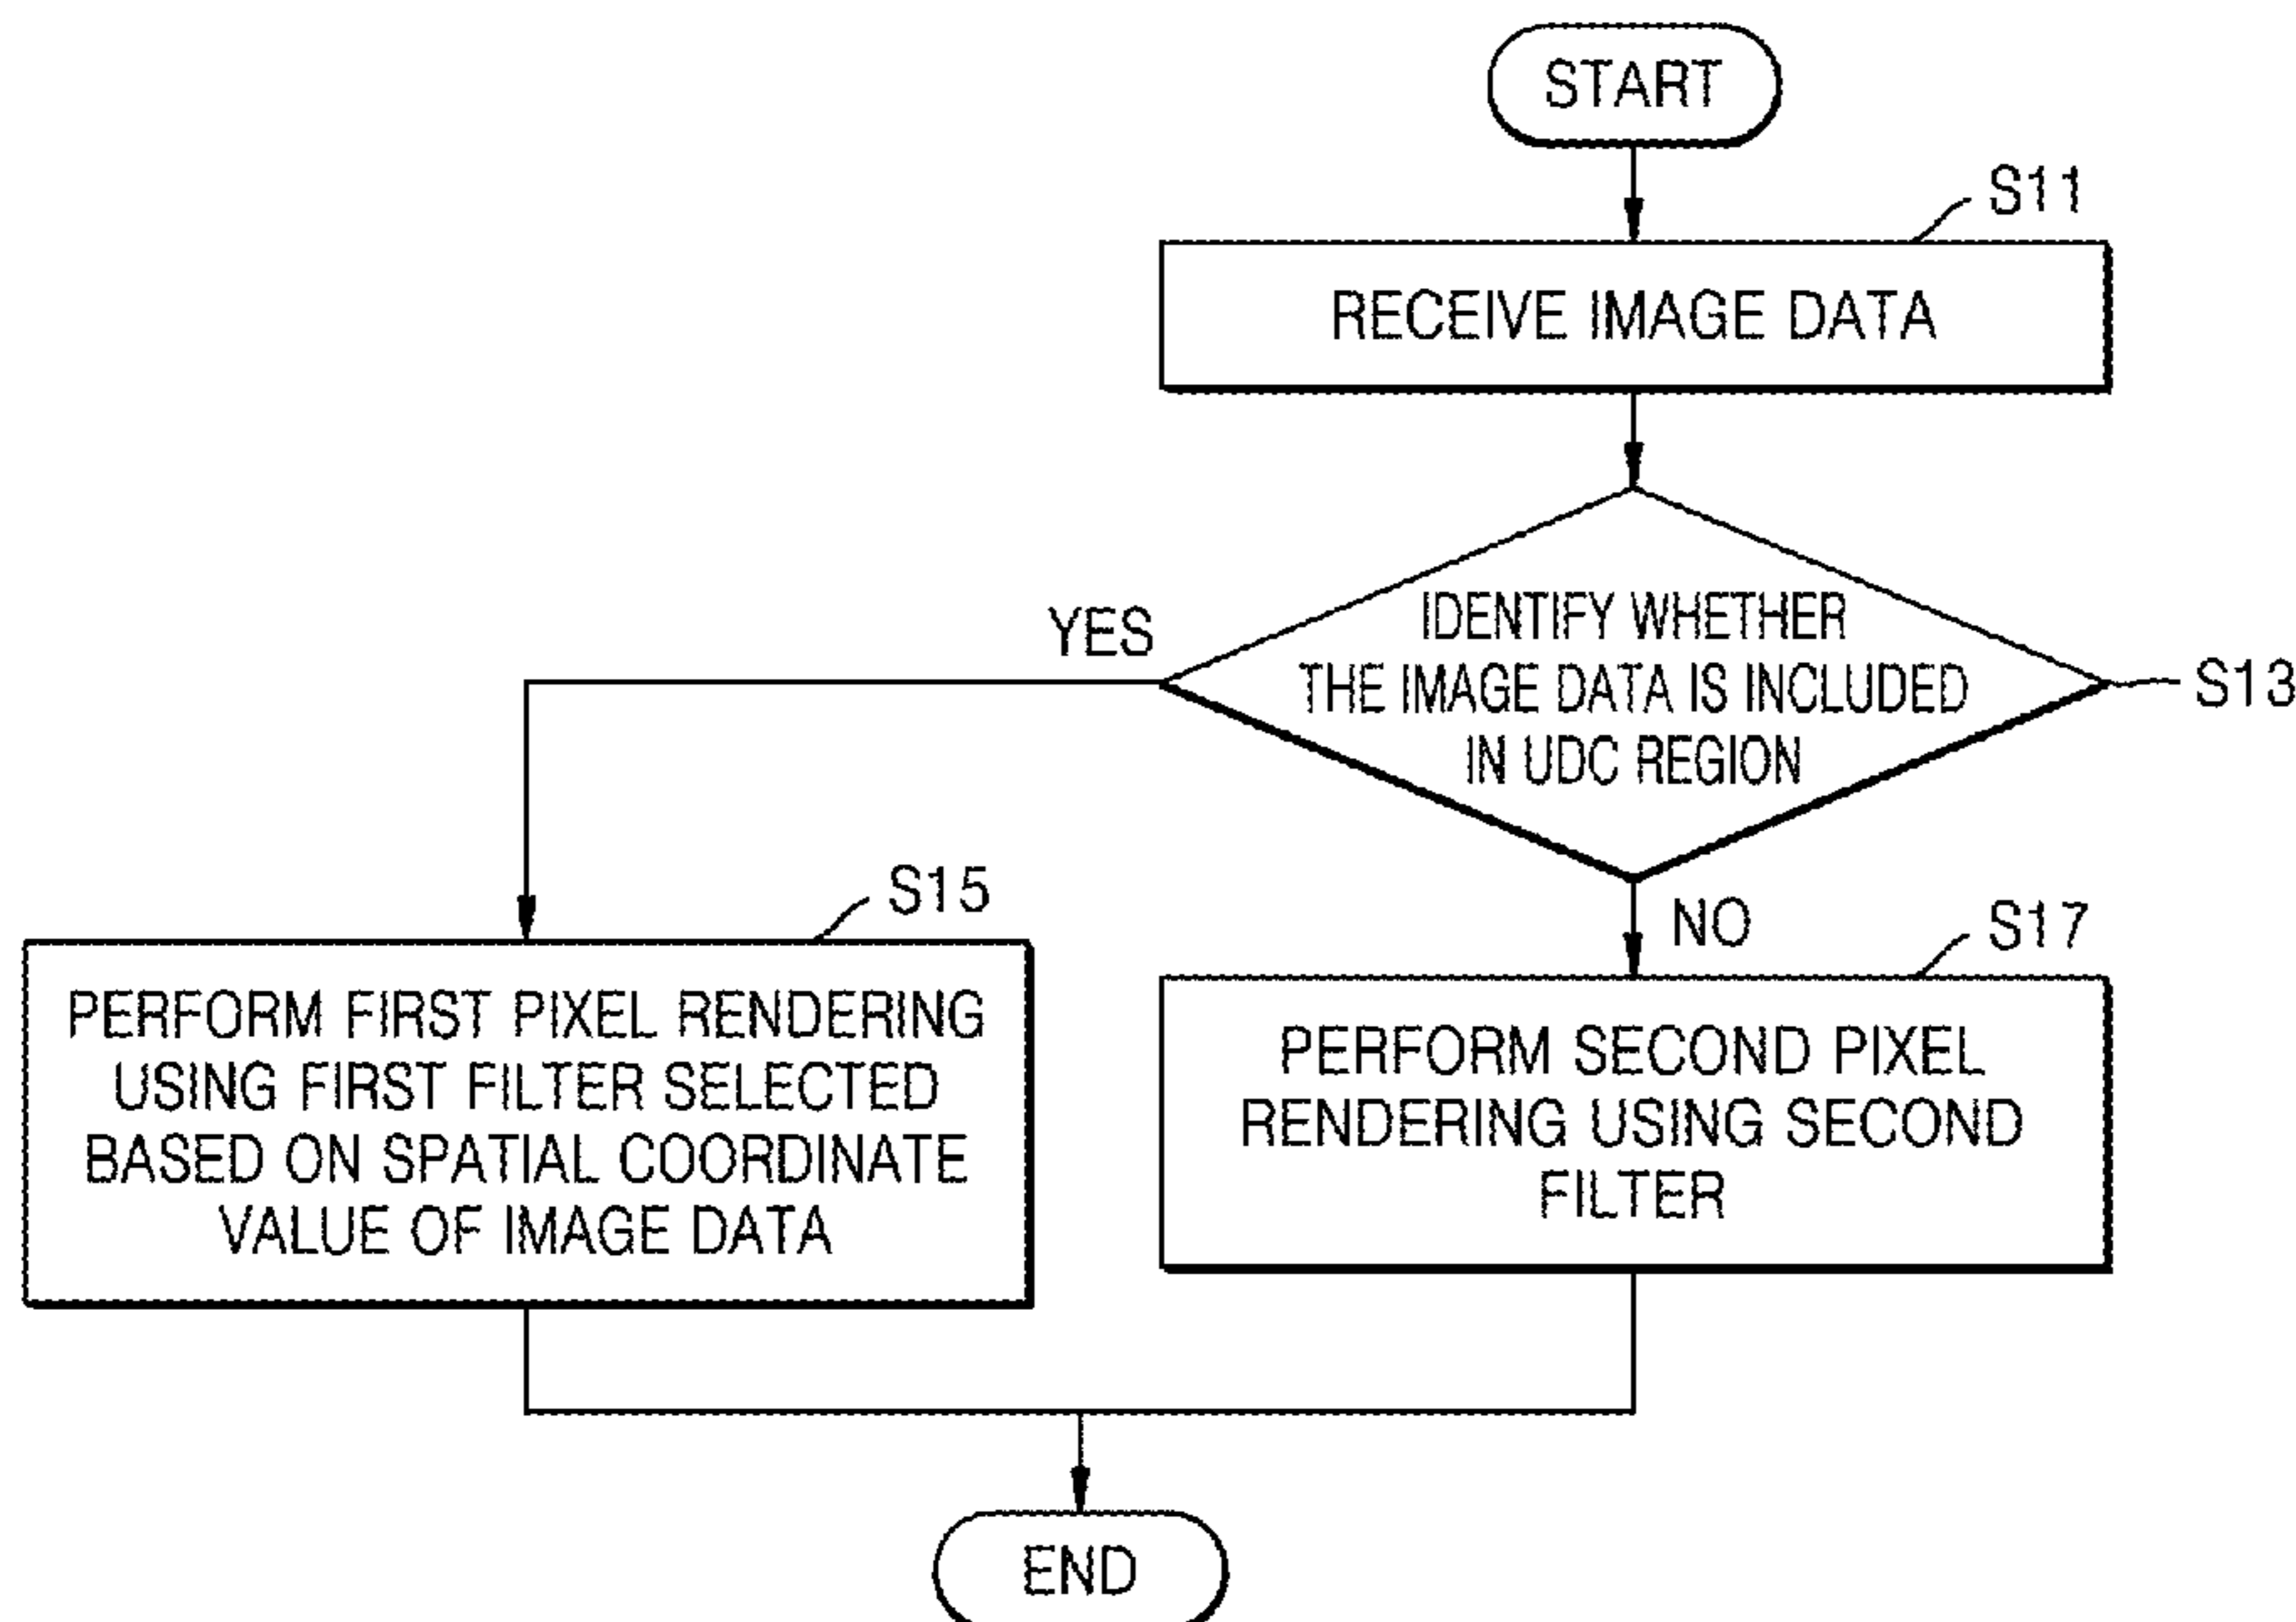 START
S11
RECEIVE IMAGE DATA
YES
IDENTIFY WHETHER
THE IMAGE DATA IS INCLUDED
IN UDC REGION
S13
S15
NO
S17
PERFORM FIRST PIXEL RENDERING
USING FIRST FILTER SELECTED
BASED ON SPATIAL COORDINATE
VALUE OF IMAGE DATA
PERFORM SECOND PIXEL
RENDERING USING SECOND
FILTER
END